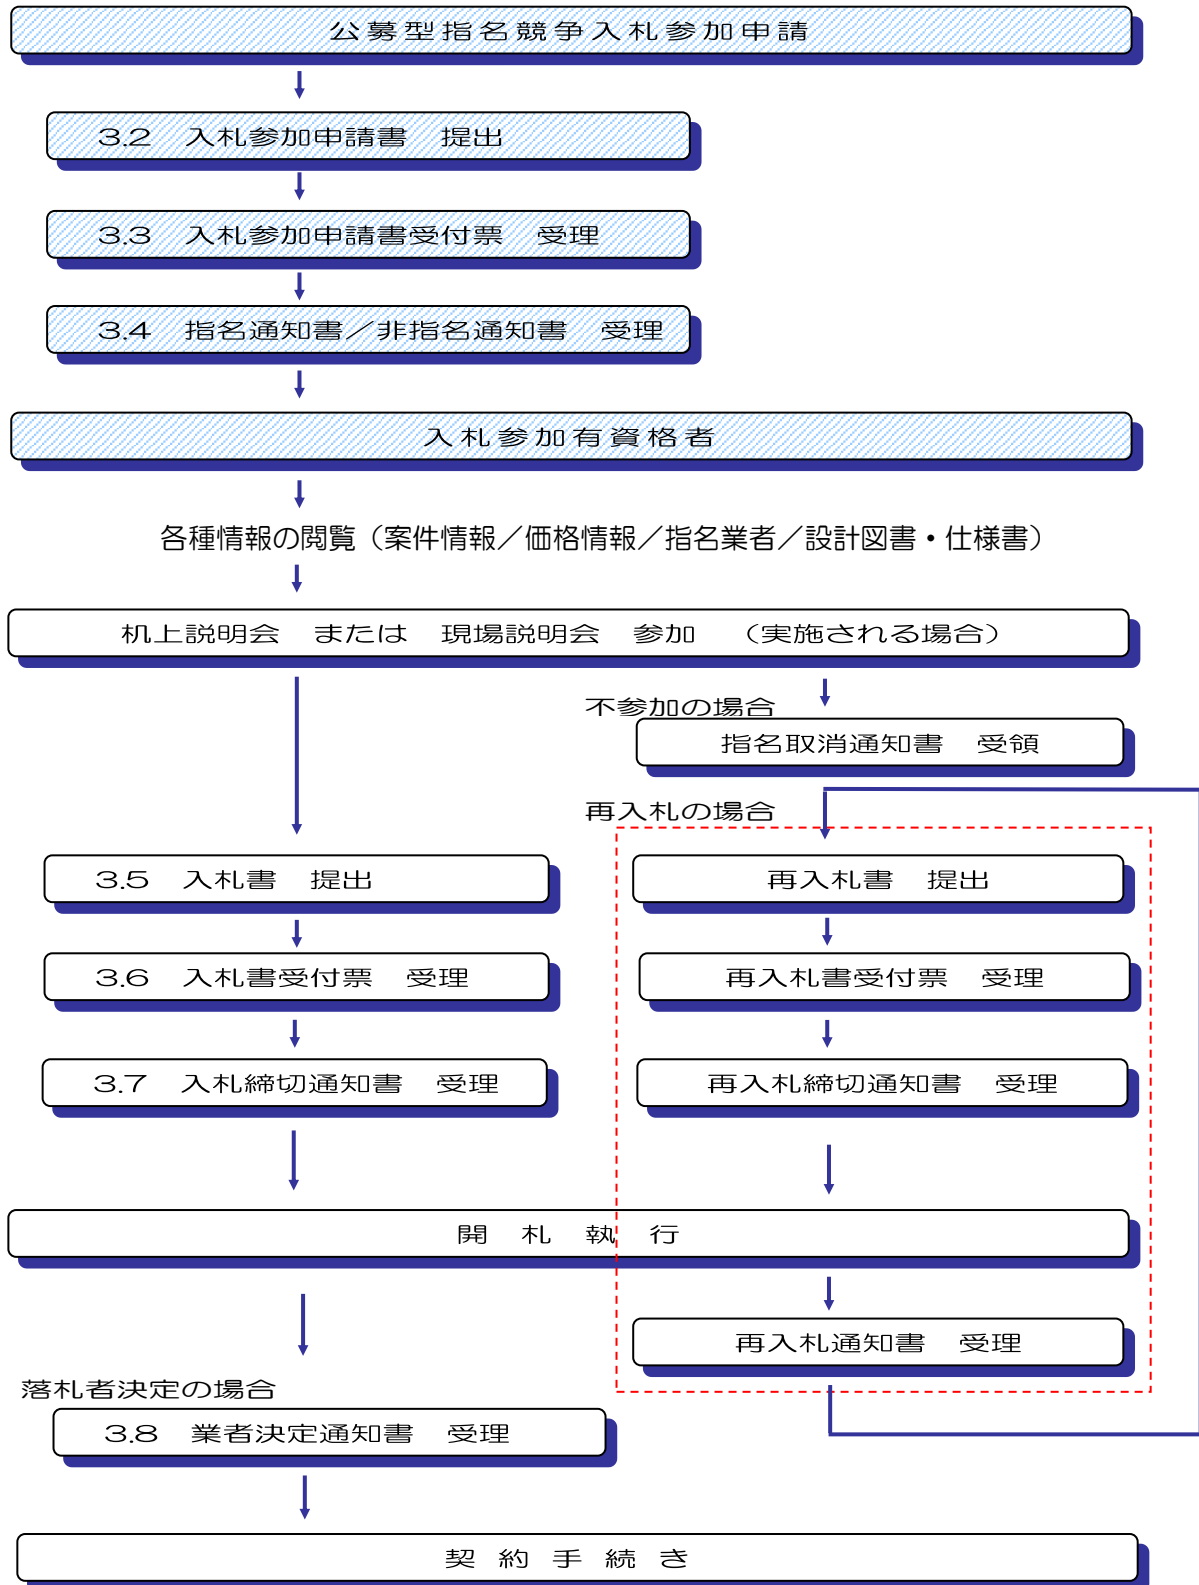 公募型指名競争入札参加申請
3.2　入札参加申請書　提出
3.3　入札参加申請書受付票　受理
3.4　指名通知書／非指名通知書　受理
入札参加有資格者
各種情報の閲覧（案件情報／価格情報／指名業者／設計図書・仕様書）
机上説明会　または　現場説明会　参加　（実施される場合）
不参加の場合
指名取消通知書　受領
再入札の場合
3.5　入札書　提出
再入札書　提出
3.6　入札書受付票　受理
再入札書受付票　受理
3.7　入札締切通知書　受理
再入札締切通知書　受理
開　札　執　行
再入札通知書　受理
落札者決定の場合
3.8　業者決定通知書　受理
契 約 手 続 き